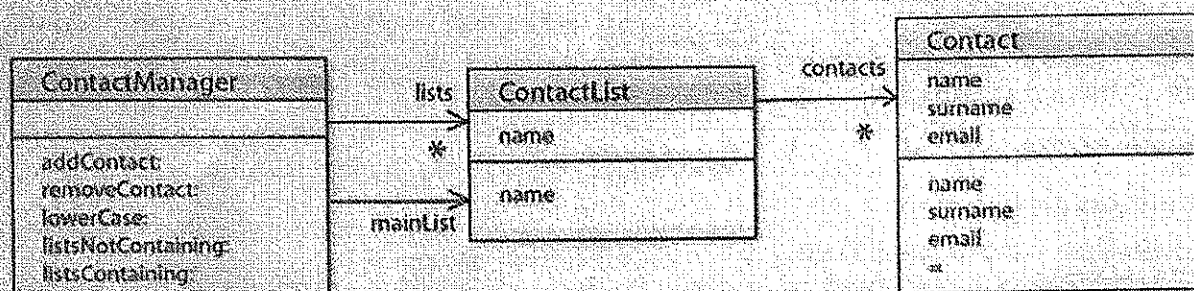 ContactManager
addContact:
removeContact:
lowerCase:
listsNotContaining:
listsContaining:
lists
*
mainList
ContactList
name
name
contacts
*
Contact
name
surname
email
name
surname
email
=